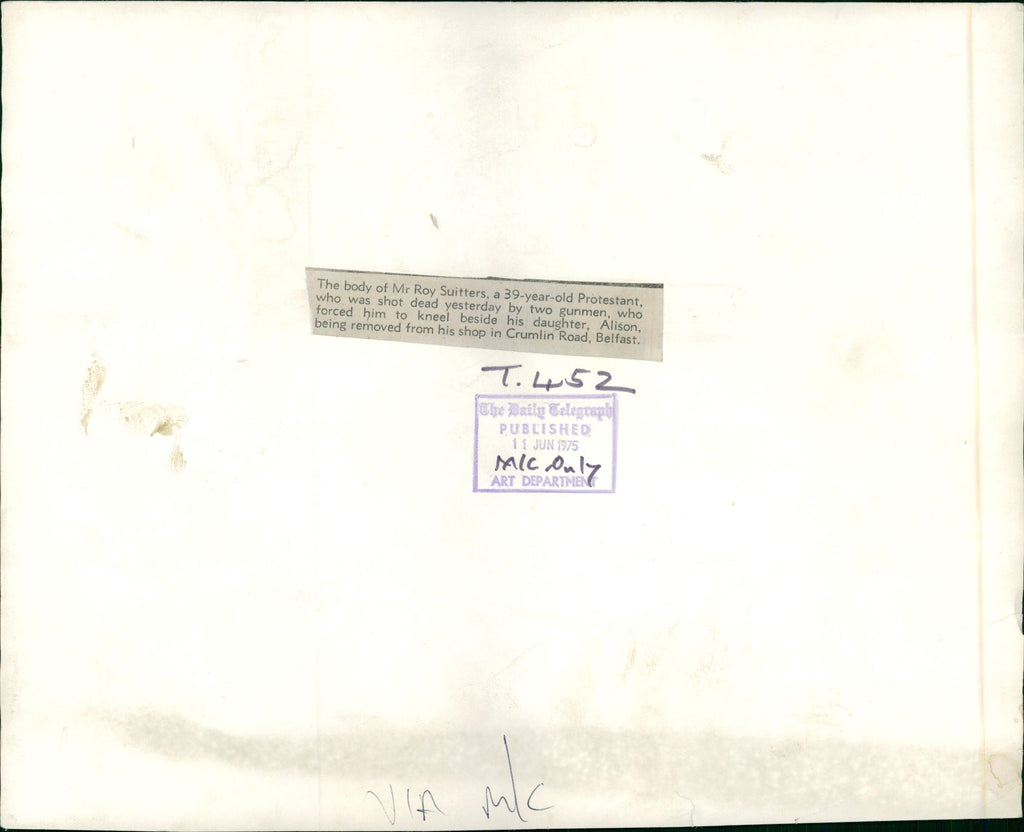 The body of Mr Roy Suitters, a 39-year-old Protestant,
who was shot dead yesterday by two gunmen, who
forced him to kneel beside his daughter, Alison,
being removed from his shop in Crumlin Road, Belfast.
T.452
The Daily Telegraph
PUBLISHED
11 JUN 1975
M/C Only
ART DEPARTMENT
VIA M/C